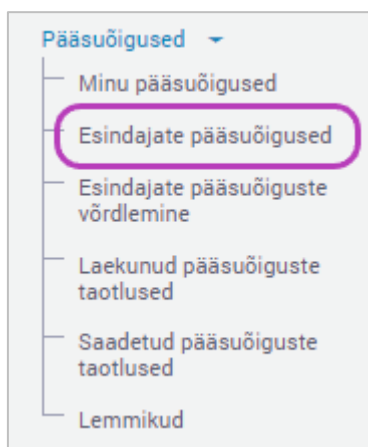 Pääsuõigused
Minu pääsuõigused
Esindajate pääsuõigused
Esindajate pääsuõiguste
võrdlemine
Laekunud pääsuõiguste
taotlused
Saadetud pääsuõiguste
taotlused
Lemmikud